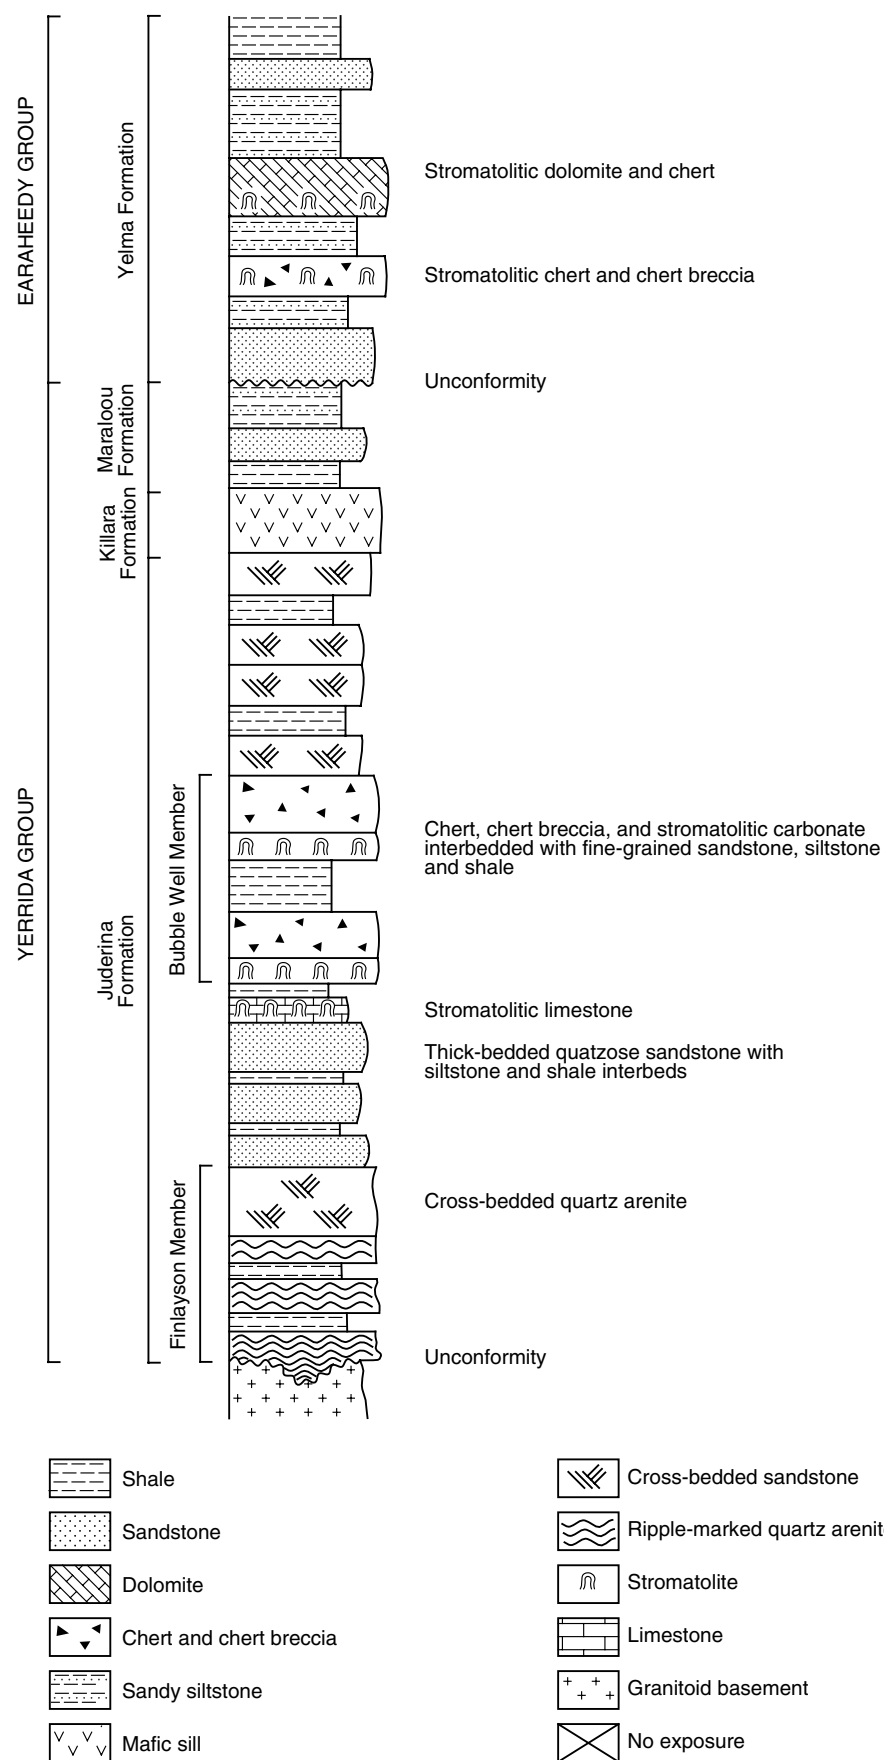 EARAHEEDY GROUP
Yelma Formation
Stromatolitic dolomite and chert
Stromatolitic chert and chert breccia
Unconformity
Maraloou
Formation
Killara
Formation
YERRIDA GROUP
Juderina
Formation
Bubble Well Member
Chert, chert breccia, and stromatolitic carbonate
interbedded with fine-grained sandstone, siltstone
and shale
Stromatolitic limestone
Thick-bedded quatzose sandstone with
siltstone and shale interbeds
Finlayson Member
Cross-bedded quartz arenite
Unconformity
Shale
Sandstone
Dolomite
Chert and chert breccia
Sandy siltstone
Mafic sill
Cross-bedded sandstone
Ripple-marked quartz arenit
Stromatolite
Limestone
Granitoid basement
No exposure